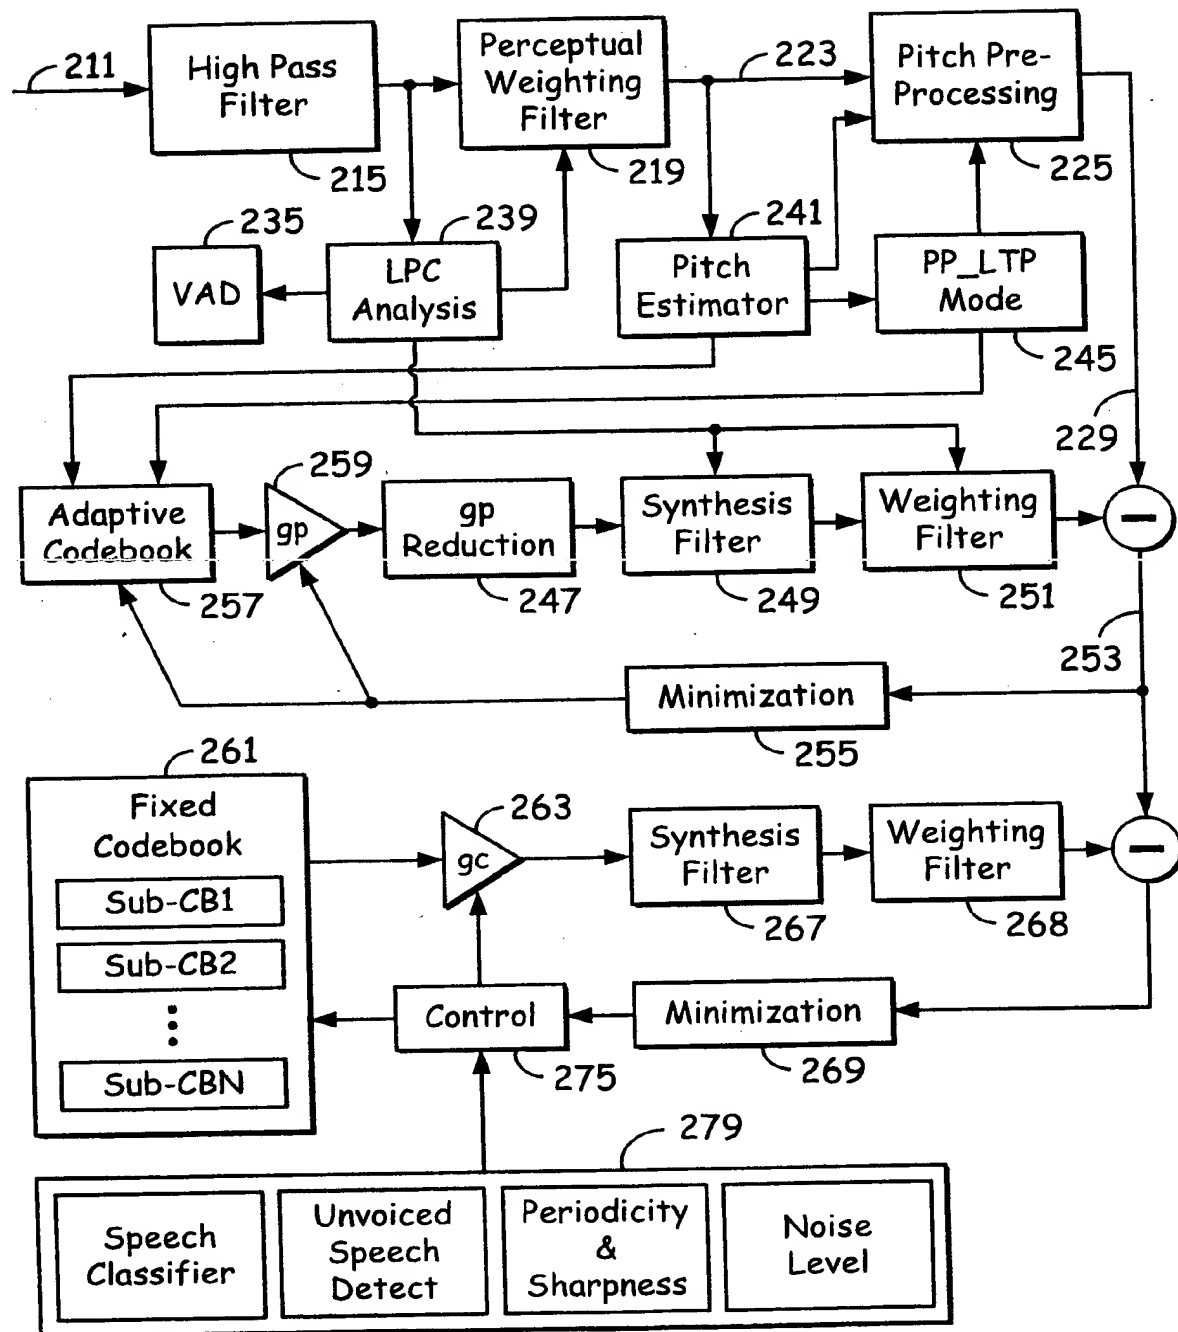 211
High Pass
Filter
215
Perceptual
Weighting
Filter
219
223
Pitch Pre-
Processing
225
235
VAD
239
LPC
Analysis
241
Pitch
Estimator
PP_LTP
Mode
245
229
Adaptive
Codebook
257
259
gp
gp
Reduction
247
Synthesis
Filter
249
Weighting
Filter
251
253
Minimization
255
261
Fixed
Codebook
Sub-CB1
Sub-CB2
Sub-CBN
263
gc
Synthesis
Filter
267
Weighting
Filter
268
Control
275
Minimization
269
279
Speech
Classifier
Unvoiced
Speech
Detect
Periodicity
&
Sharpness
Noise
Level